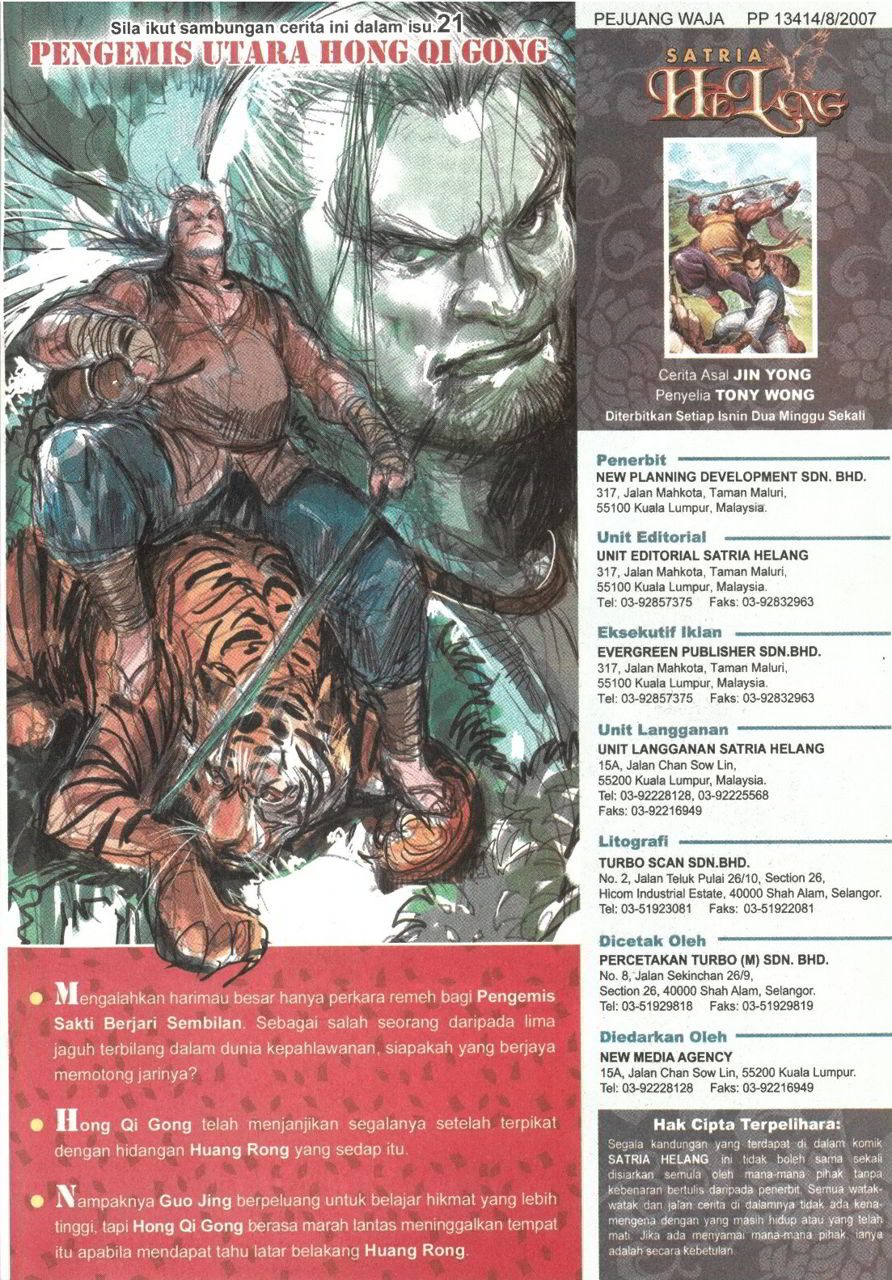 Sila ikut sambungan cerita ini dalam isu.21
PENGEMIS UTARA HONG QI GONG
Mengalahkan harimau besar hanya perkara remeh bagi Pengemis
Sakti Berjari Sembilan. Sebagai salah seorang daripada lima
jaguh terbilang dalam dunia kepahlawanan, siapakah yang berjaya
memotong jarinya?
Hong Qi Gong telah menjanjikan segalanya setelah terpikat
dengan hidangan Huang Rong yang sedap itu.
Nampaknya Guo Jing berpeluang untuk belajar hikmat yang lebih
tinggi, tapi Hong Qi Gong berasa marah lantas meninggalkan tempat
itu apabila mendapat tahu latar belakang Huang Rong.
PEJUANG WAJA PP 13414/8/2007
SATRIA
HELANG
Cerita Asal JIN YONG
Penyelia TONY WONG
Diterbitkan Setiap Isnin Dua Minggu Sekali
Penerbit
NEW PLANNING DEVELOPMENT SDN. BHD.
317, Jalan Mahkota, Taman Maluri,
55100 Kuala Lumpur, Malaysia.
Unit Editorial
UNIT EDITORIAL SATRIA HELANG
317, Jalan Mahkota, Taman Maluri,
55100 Kuala Lumpur, Malaysia.
Tel: 03-92857375 Faks: 03-92832963
Eksekutif Iklan
EVERGREEN PUBLISHER SDN.BHD.
317, Jalan Mahkota, Taman Maluri,
55100 Kuala Lumpur, Malaysia.
Tel: 03-92857375 Faks: 03-92832963
Unit Langganan
UNIT LANGGANAN SATRIA HELANG
15A, Jalan Chan Sow Lin,
55200 Kuala Lumpur, Malaysia.
Tel: 03-92228128, 03-92225568
Faks: 03-92216949
Litografi
TURBO SCAN SDN.BHD.
No. 2, Jalan Teluk Pulai 26/10, Section 26,
Hicom Industrial Estate, 40000 Shah Alam, Selangor.
Tel: 03-51923081 Faks: 03-51922081
Dicetak Oleh
PERCETAKAN TURBO (M) SDN. BHD.
No. 8, Jalan Sekinchan 26/9,
Section 26, 40000 Shah Alam, Selangor.
Tel: 03-51929818 Faks: 03-51929819
Diedarkan Oleh
NEW MEDIA AGENCY
15A, Jalan Chan Sow Lin, 55200 Kuala Lumpur.
Tel: 03-92228128 Faks: 03-92216949
Hak Cipta Terpelihara:
Segala kandungan yang terdapat di dalam komik
SATRIA HELANG ini tidak boleh sama sekali
disiarkan semula oleh mana-mana pihak tanpa
kebenaran bertulis daripada penerbit. Semua watak-
watak dan jalan cerita di dalamnya tidak ada kena-
mengena dengan yang masih hidup atau yang telah
mati. Jika ada menyamai mana-mana pihak, ianya
adalah secara kebetulan.